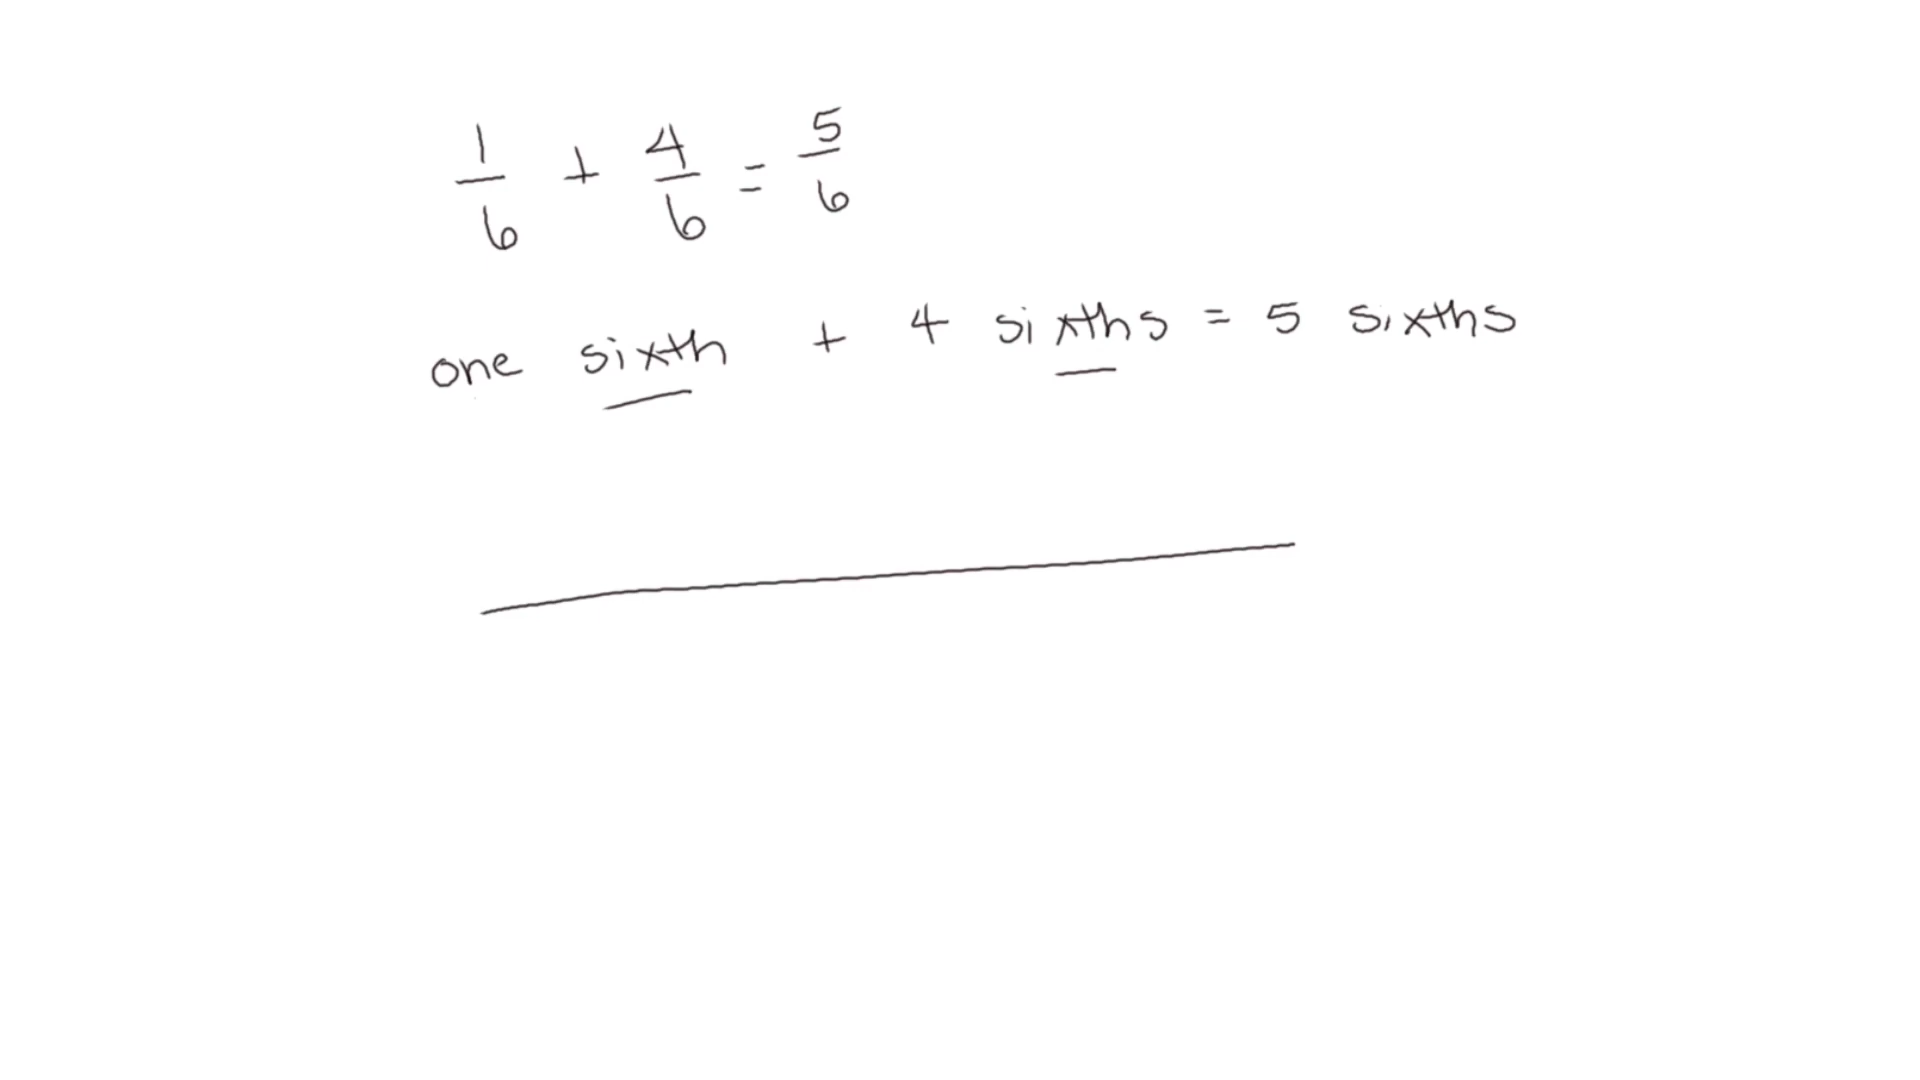 1/6 + 4/6 = 5/6
one sixth + 4 sixths = 5 sixths